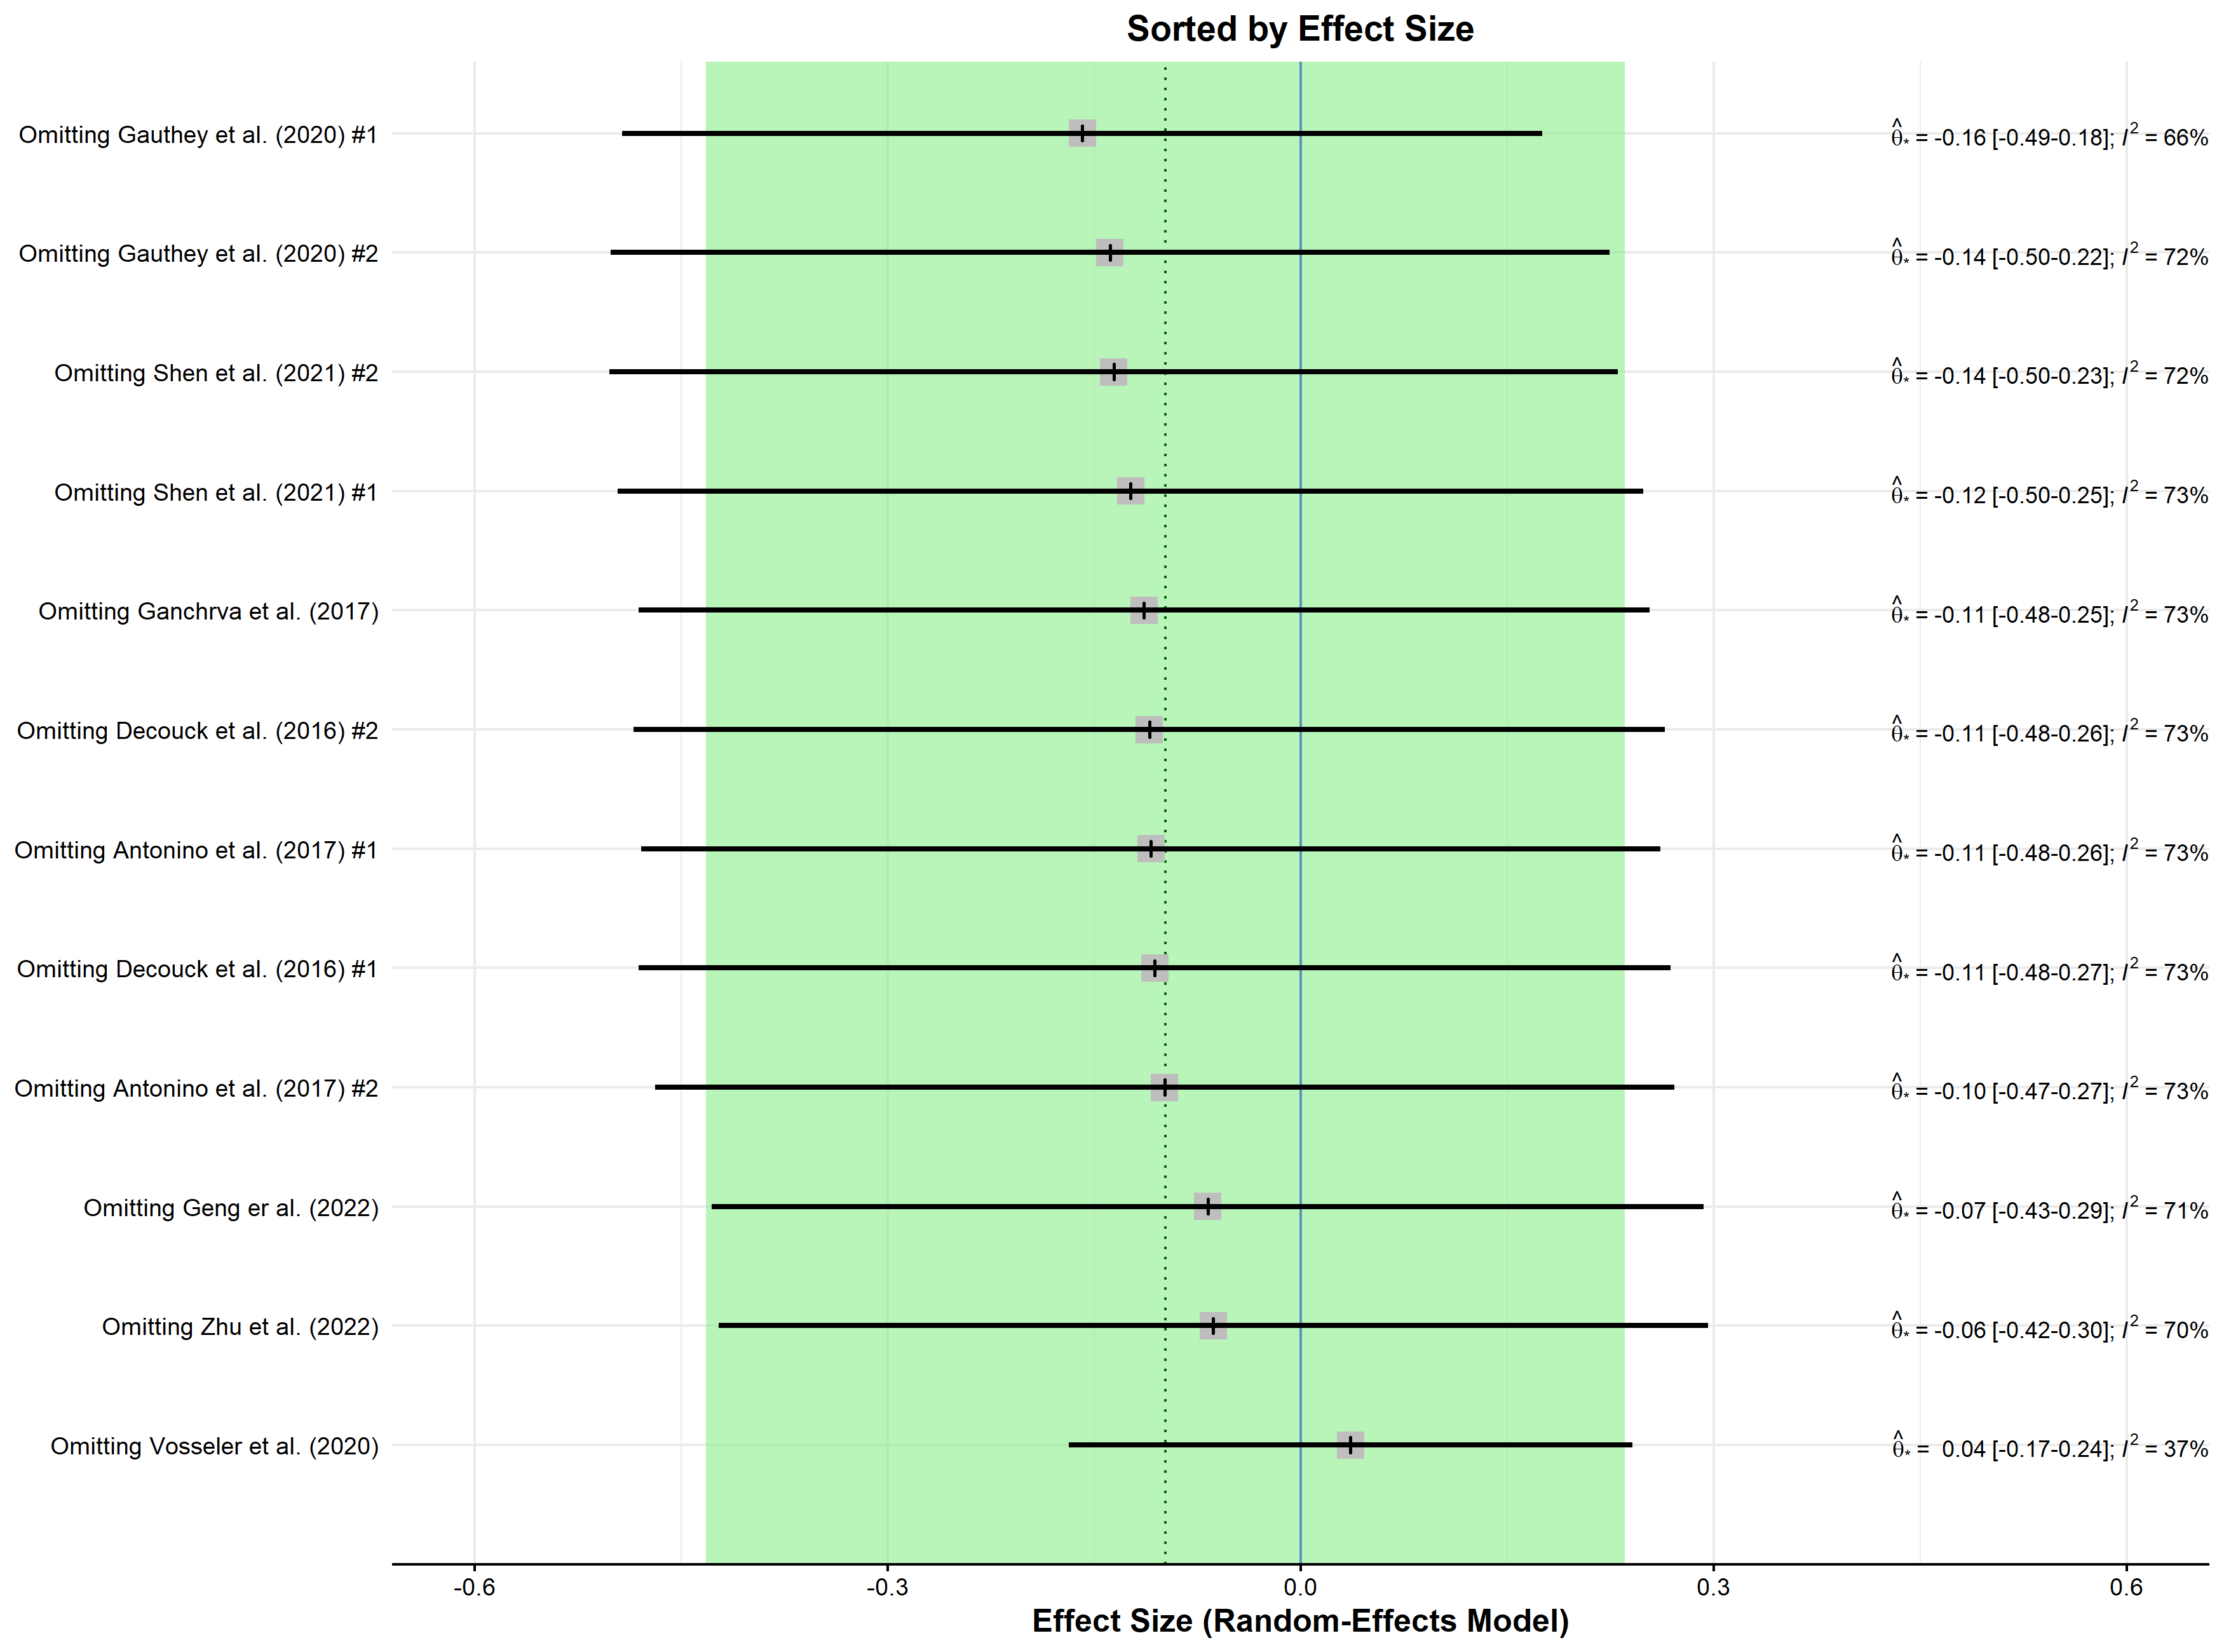 Sorted by Effect Size
Omitting Gauthey et al. (2020) #1 θ̂* = -0.16 [-0.49-0.18]; I² = 66%
Omitting Gauthey et al. (2020) #2 θ̂* = -0.14 [-0.50-0.22]; I² = 72%
Omitting Shen et al. (2021) #2 θ̂* = -0.14 [-0.50-0.23]; I² = 72%
Omitting Shen et al. (2021) #1 θ̂* = -0.12 [-0.50-0.25]; I² = 73%
Omitting Ganchrva et al. (2017) θ̂* = -0.11 [-0.48-0.25]; I² = 73%
Omitting Decouck et al. (2016) #2 θ̂* = -0.11 [-0.48-0.26]; I² = 73%
Omitting Antonino et al. (2017) #1 θ̂* = -0.11 [-0.48-0.26]; I² = 73%
Omitting Decouck et al. (2016) #1 θ̂* = -0.11 [-0.48-0.27]; I² = 73%
Omitting Antonino et al. (2017) #2 θ̂* = -0.10 [-0.47-0.27]; I² = 73%
Omitting Geng er al. (2022) θ̂* = -0.07 [-0.43-0.29]; I² = 71%
Omitting Zhu et al. (2022) θ̂* = -0.06 [-0.42-0.30]; I² = 70%
Omitting Vosseler et al. (2020) θ̂* = 0.04 [-0.17-0.24]; I² = 37%
-0.6 -0.3 0.0 0.3 0.6
Effect Size (Random-Effects Model)